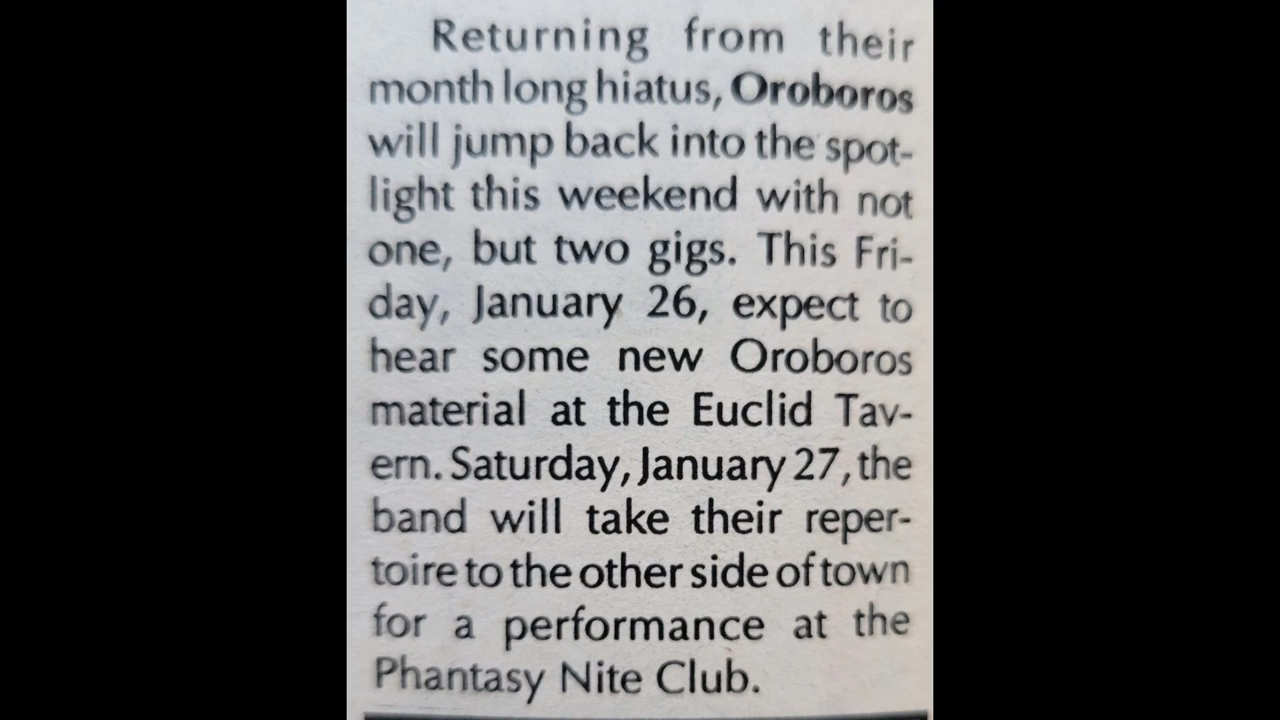 Returning from their
month long hiatus, Oroboros
will jump back into the spot-
light this weekend with not
one, but two gigs. This Fri-
day, January 26, expect to
hear some new Oroboros
material at the Euclid Tav-
ern. Saturday, January 27, the
band will take their reper-
toire to the other side of town
for a performance at the
Phantasy Nite Club.